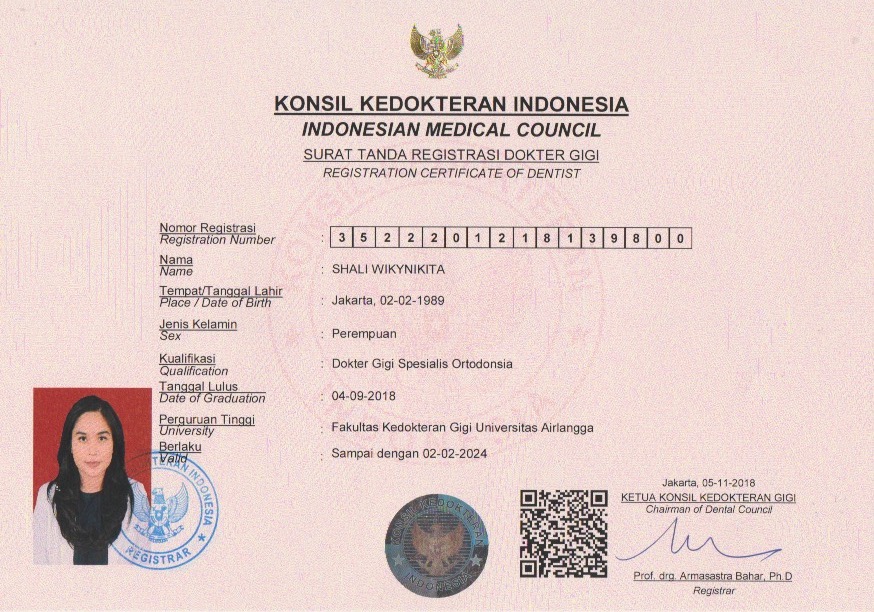 KONSIL KEDOKTERAN INDONESIA
INDONESIAN MEDICAL COUNCIL
SURAT TANDA REGISTRASI DOKTER GIGI
REGISTRATION CERTIFICATE OF DENTIST
Nomor Registrasi
Registration Number : 3 5 2 2 2 0 1 2 1 8 1 3 9 8 0 0
Nama
Name : SHALI WIKYNIKITA
Tempat/Tanggal Lahir
Place / Date of Birth : Jakarta, 02-02-1989
Jenis Kelamin
Sex : Perempuan
Kualifikasi
Qualification : Dokter Gigi Spesialis Ortodonsia
Tanggal Lulus
Date of Graduation : 04-09-2018
Perguruan Tinggi
University : Fakultas Kedokteran Gigi Universitas Airlangga
Berlaku
Valid : Sampai dengan 02-02-2024
KEDOKTERAN INDONESIA
REGISTRAR
KONSIL KEDOKTERAN
INDONESIA
Jakarta, 05-11-2018
KETUA KONSIL KEDOKTERAN GIGI
Chairman of Dental Council
Prof. drg. Armasastra Bahar, Ph.D
Registrar